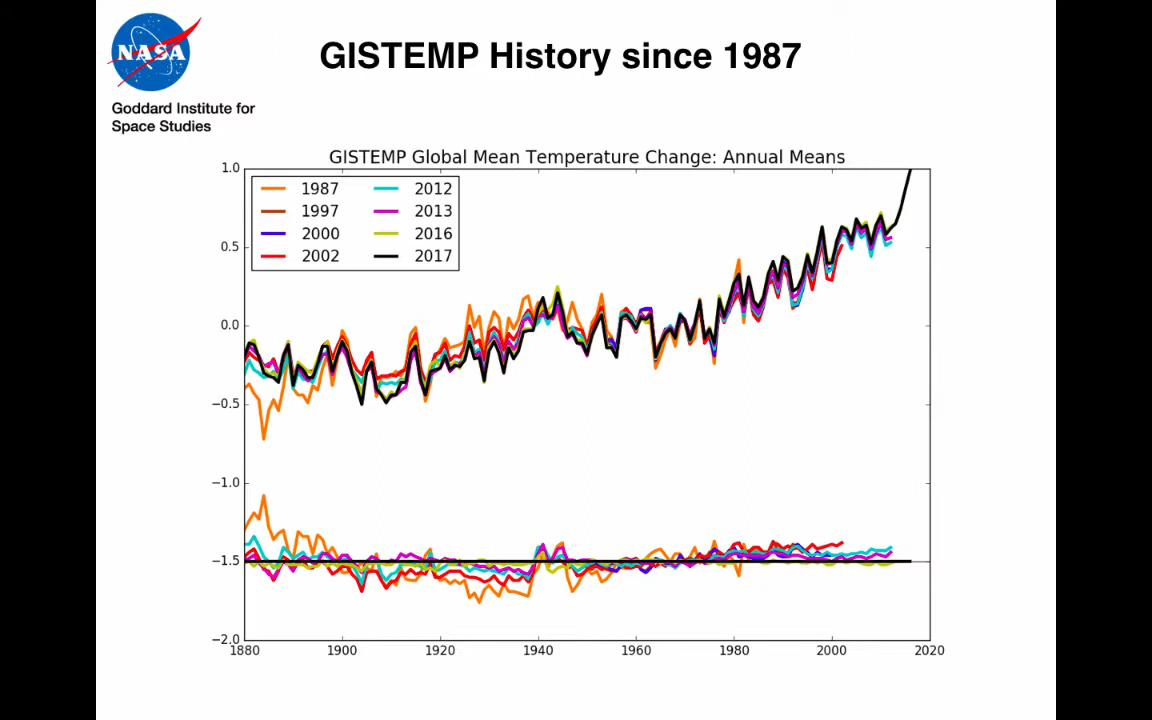 NASA
GISTEMP History since 1987
Goddard Institute for
Space Studies
GISTEMP Global Mean Temperature Change: Annual Means
1.0
0.5
0.0
−0.5
−1.0
−1.5
−2.0
1987 2012
1997 2013
2000 2016
2002 2017
1880 1900 1920 1940 1960 1980 2000 2020